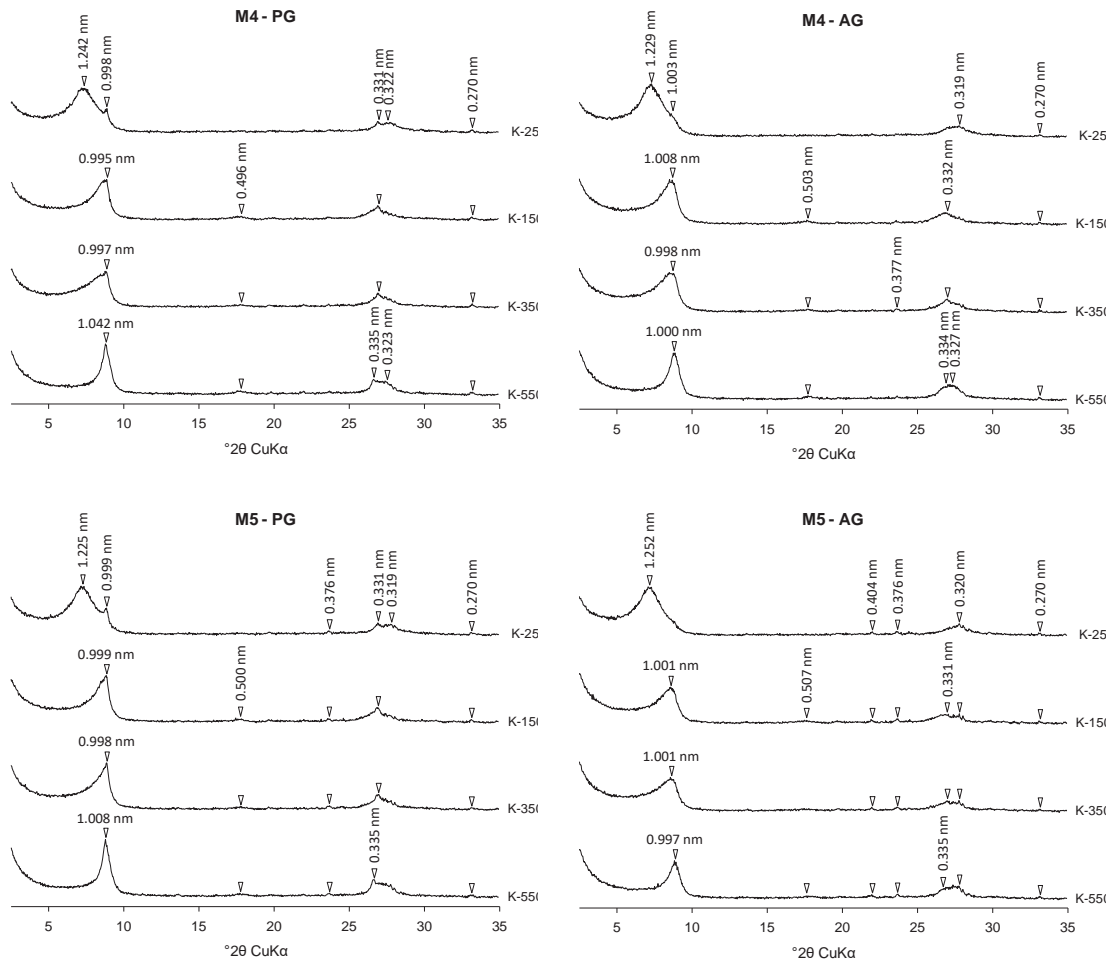 M4 - PG
1.242 nm
0.998 nm
0.331 nm
0.322 nm
0.270 nm
K-25
0.995 nm
0.496 nm
K-150
0.997 nm
K-350
1.042 nm
0.335 nm
0.323 nm
K-550
5 10 15 20 25 30 35
°2θ CuKα
M4 - AG
1.229 nm
1.003 nm
0.319 nm
0.270 nm
K-25
1.008 nm
0.503 nm
0.332 nm
K-150
0.998 nm
0.377 nm
K-350
1.000 nm
0.334 nm
0.327 nm
K-550
5 10 15 20 25 30 35
°2θ CuKα
M5 - PG
1.225 nm
0.999 nm
0.376 nm
0.331 nm
0.319 nm
0.270 nm
K-25
0.999 nm
0.500 nm
K-150
0.998 nm
K-350
1.008 nm
0.335 nm
K-550
5 10 15 20 25 30 35
°2θ CuKα
M5 - AG
1.252 nm
0.404 nm
0.376 nm
0.320 nm
0.270 nm
K-25
1.001 nm
0.507 nm
0.331 nm
K-150
1.001 nm
K-350
0.997 nm
0.335 nm
K-550
5 10 15 20 25 30 35
°2θ CuKα